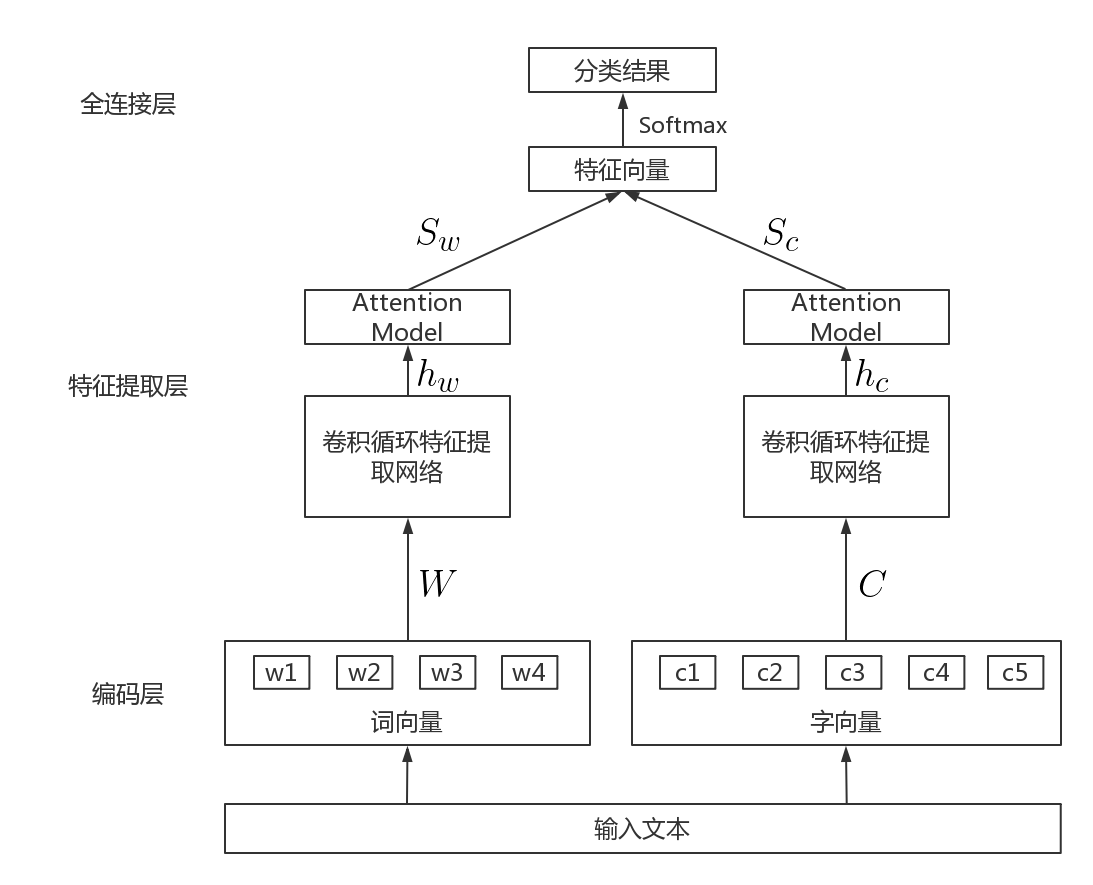 分类结果
全连接层
Softmax
特征向量
S_w
S_c
Attention
Model
Attention
Model
h_w
h_c
特征提取层
卷积循环特征提
取网络
卷积循环特征提
取网络
W
C
w1 w2 w3 w4
c1 c2 c3 c4 c5
编码层
词向量
字向量
输入文本